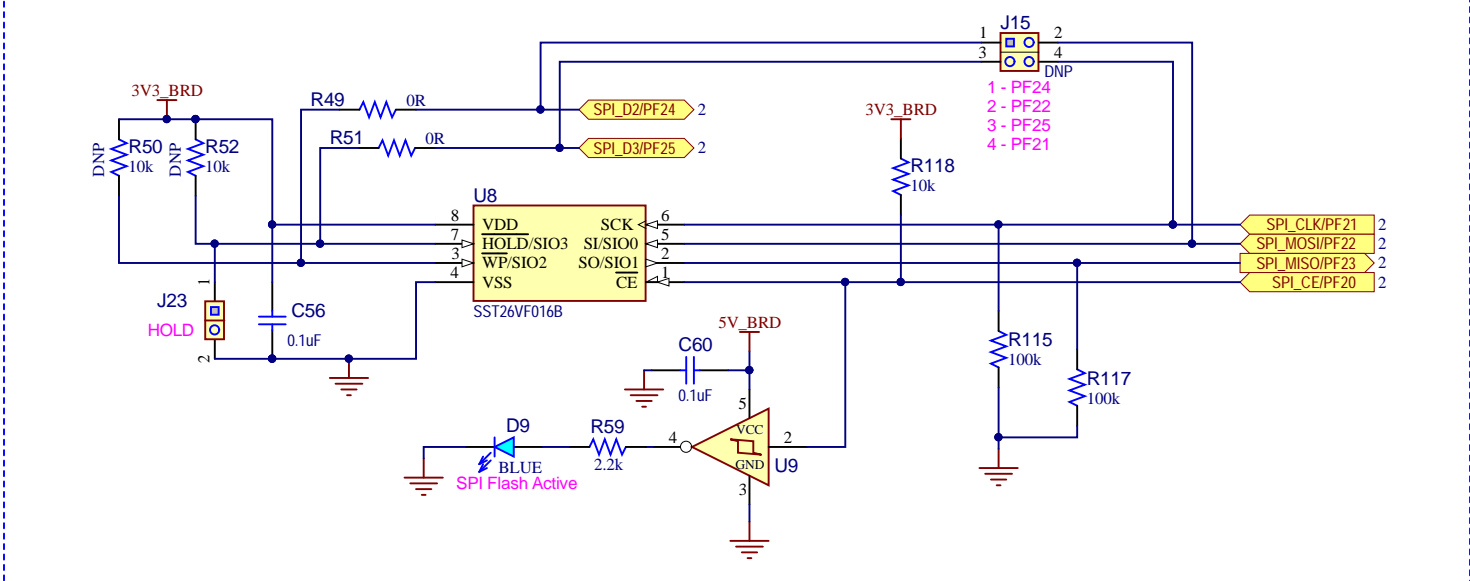 J15
1 2
3 4
DNP
1 - PF24
2 - PF22
3 - PF25
4 - PF21
3V3_BRD
R49 0R
SPI_D2/PF24 2
3V3_BRD
R51 0R
SPI_D3/PF25 2
DNP R50 10k
DNP R52 10k
R118
10k
U8
8 VDD SCK 6
7 HOLD/SIO3 SI/SIO0 5
3 WP/SIO2 SO/SIO1 2
4 VSS CE 1
SST26VF016B
SPI_CLK/PF21 2
SPI_MOSI/PF22 2
SPI_MISO/PF23 2
SPI_CE/PF20 2
1
J23
HOLD
2
C56
0.1uF
5V_BRD
C60
0.1uF
R115
100k
R117
100k
5
VCC
GND
4 2
3
U9
D9
BLUE
SPI Flash Active
R59
2.2k